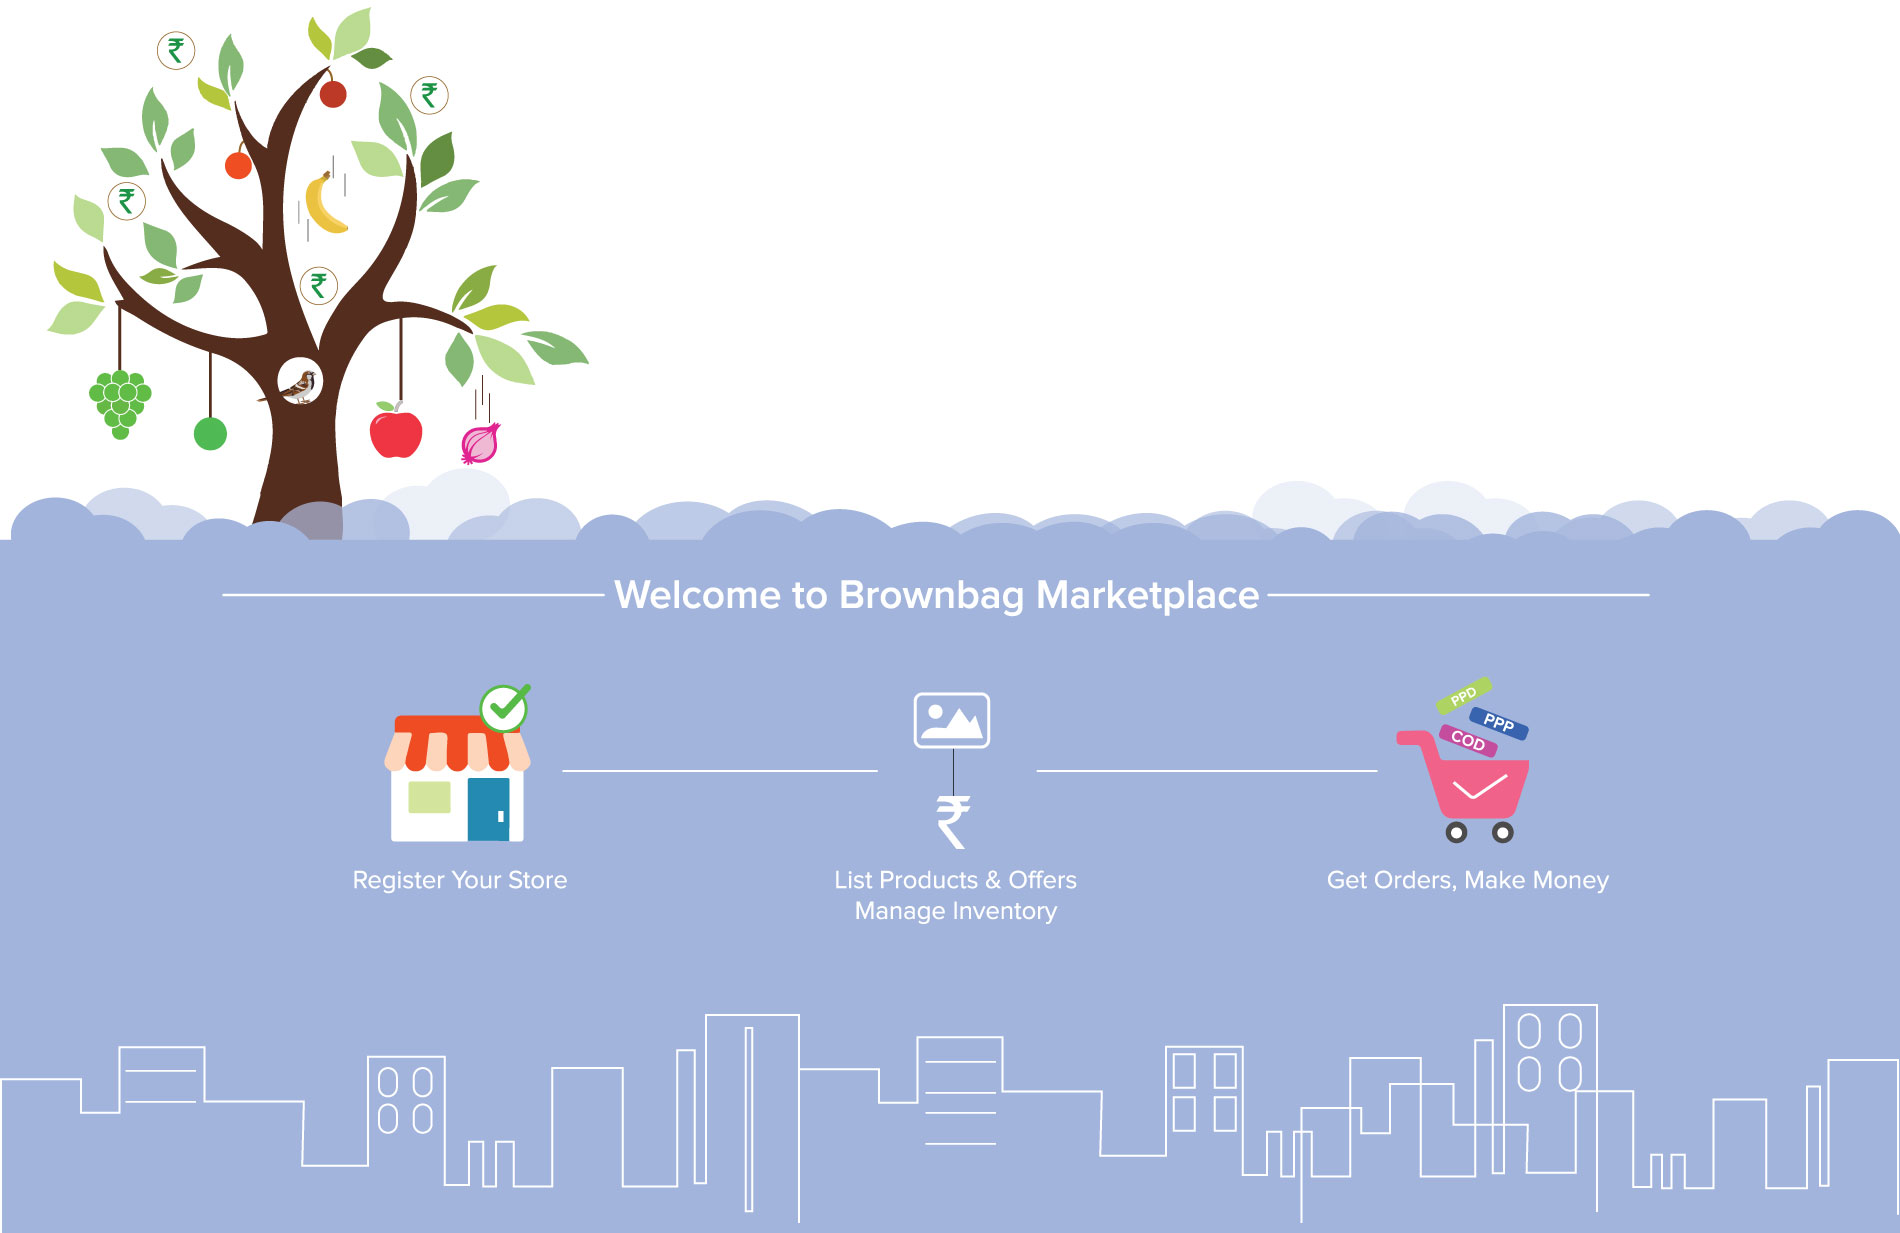 ₹
₹
₹
₹
Welcome to Brownbag Marketplace
PPD
PPP
COD
₹
Register Your Store
List Products & Offers
Manage Inventory
Get Orders, Make Money